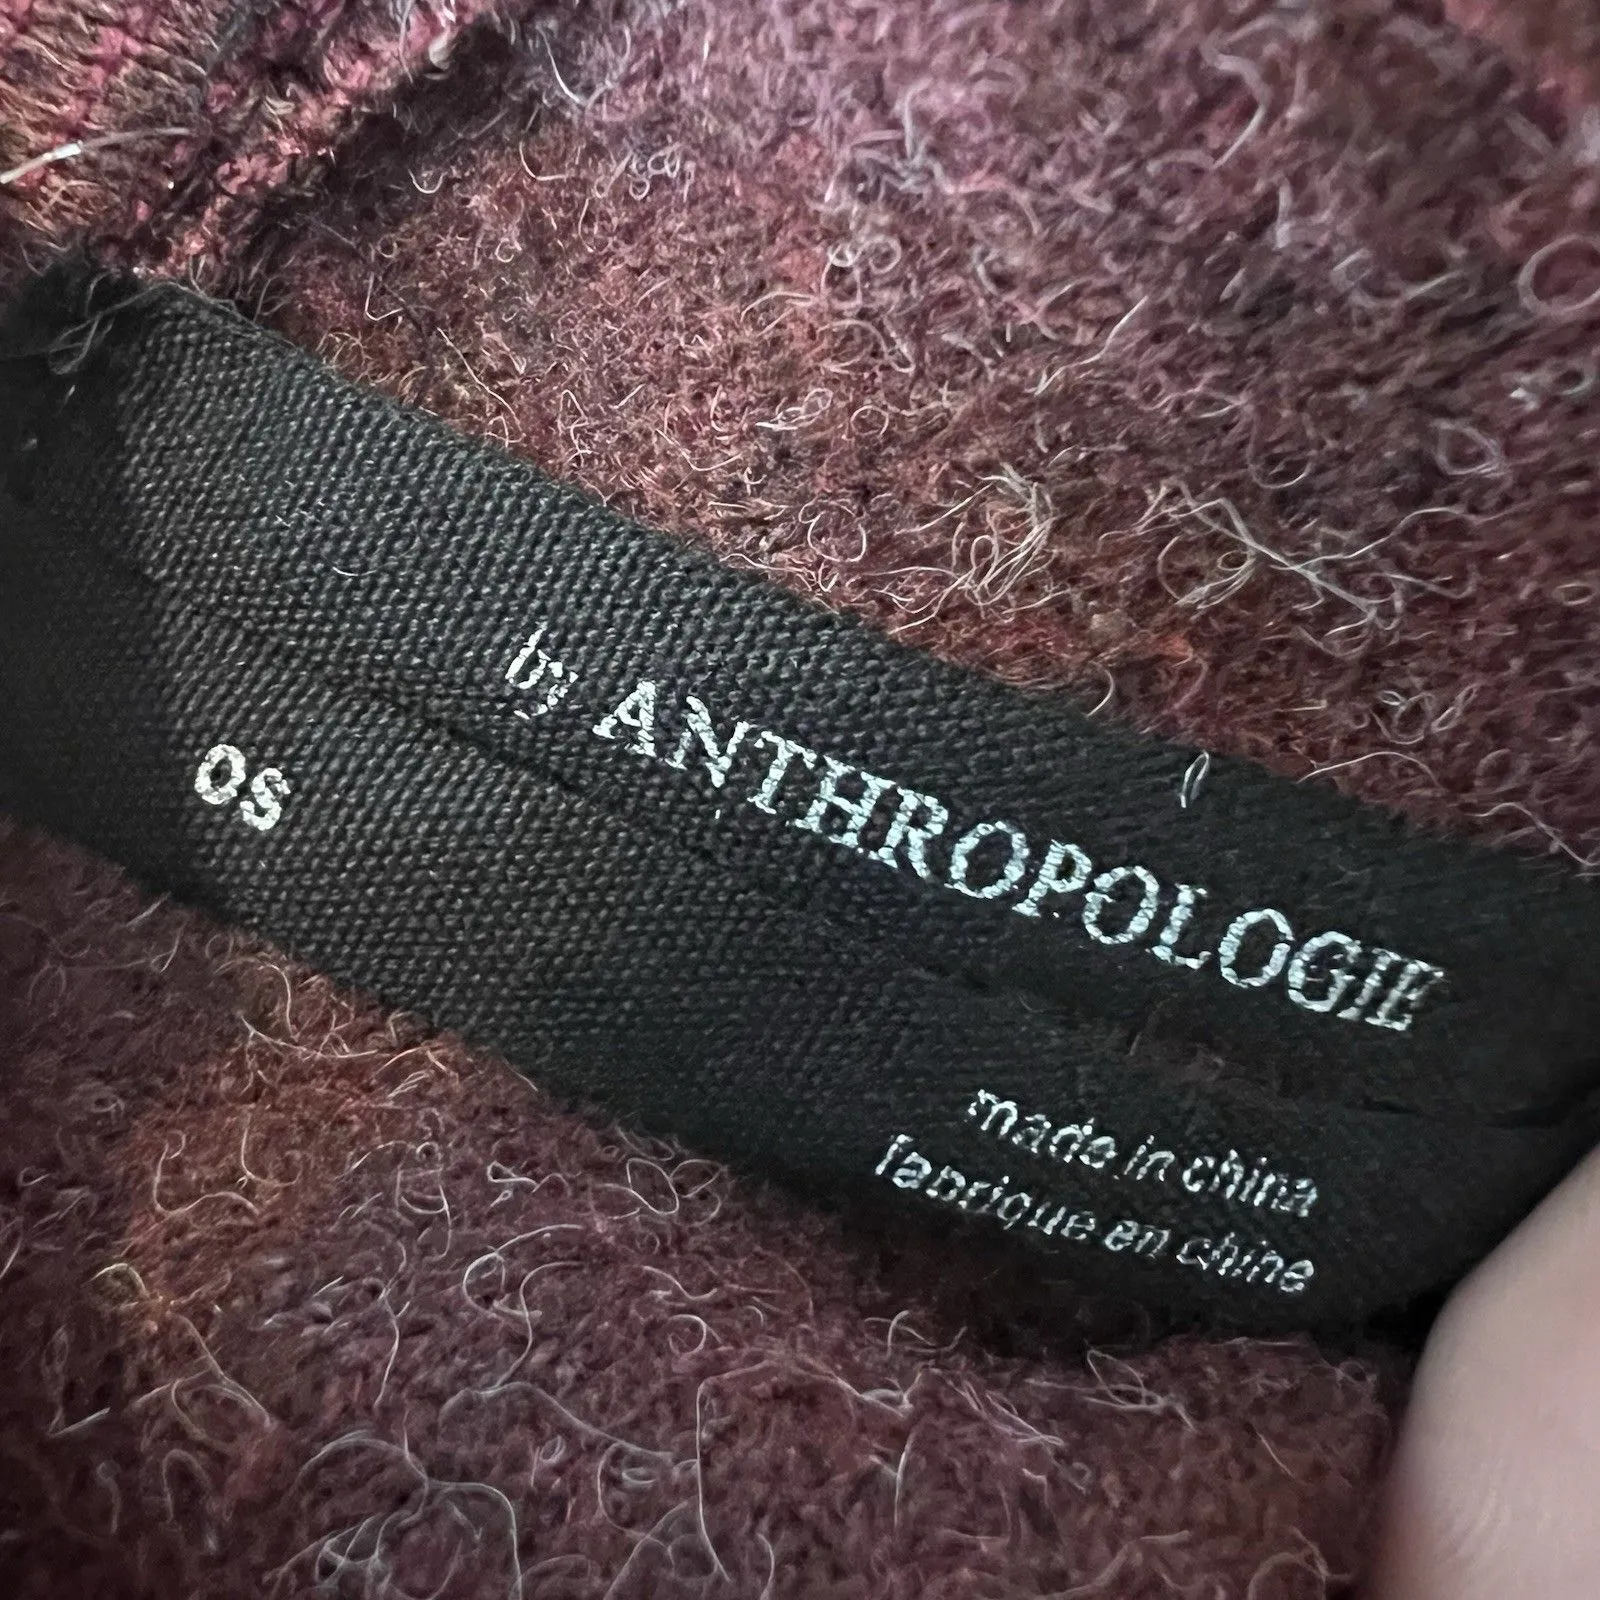 by ANTHROPOLOGIE
os
made in china
fabrique en chine